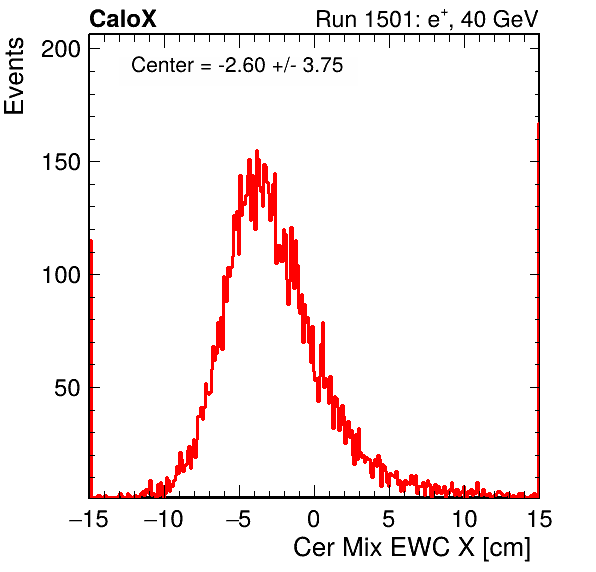 CaloX Run 1501: e⁺, 40 GeV
Events
Center = -2.60 +/- 3.75
200
150
100
50
−15 −10 −5 0 5 10 15
Cer Mix EWC X [cm]